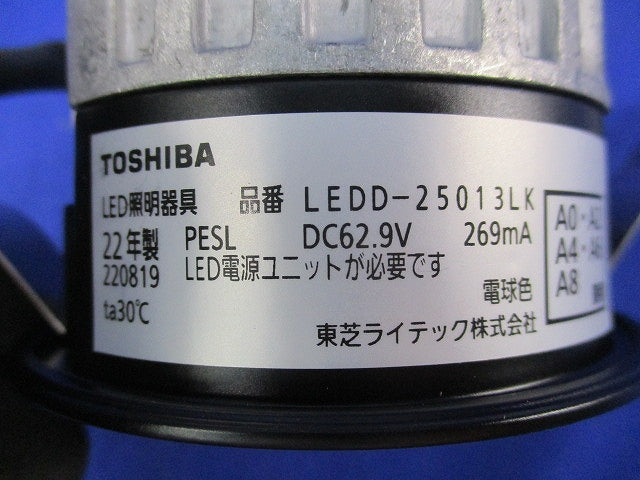 TOSHIBA
LED照明器具 品番 LEDD-25013LK
22年製 PESL DC62.9V 269mA
220819 LED電源ユニットが必要です
ta30℃ 電球色
東芝ライテック株式会社
A0・
A4・
A8